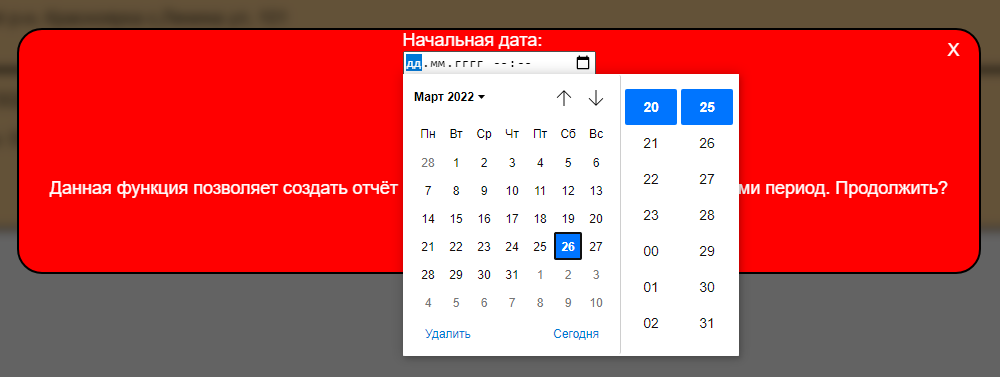 Начальная дата:
X
дд.мм.гггг --:--
Март 2022
20 25
Пн Вт Ср Чт Пт Сб Вс
21 26
28 1 2 3 4 5 6
22 27
7 8 9 10 11 12 13
Данная функция позволяет создать отчёт ми период. Продолжить?
14 15 16 17 18 19 20
23 28
21 22 23 24 25 26 27
00 29
28 29 30 31 1 2 3
01 30
4 5 6 7 8 9 10
02 31
Удалить Сегодня